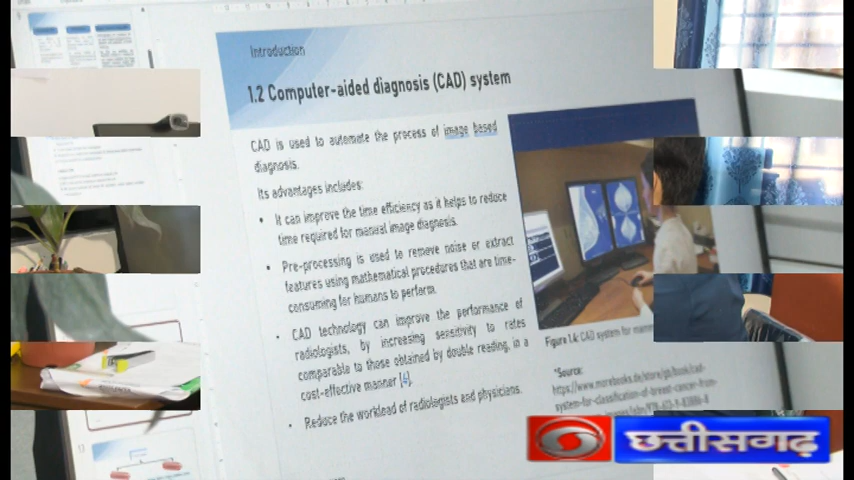 Introduction
1.2 Computer-aided diagnosis (CAD) system
CAD is used to automate the process of image based
diagnosis.
Its advantages includes:
• It can improve the time efficiency as it helps to reduce
time required for manual image diagnosis.
• Pre-processing is used to remove noise or extract
features using mathematical procedures that are time-
consuming for humans to perform.
• CAD technology can improve the performance of
radiologists, by increasing sensitivity to rates
comparable to those obtained by double reading, in a
cost-effective manner [4].
• Reduce the workload of radiologists and physicians.
Figure 1.4: CAD system for mamm
*Source:
https://www.morebooks.de/store/gb/book/cad-
system-for-classification-of-breast-cancer-from-
छत्तीसगढ़